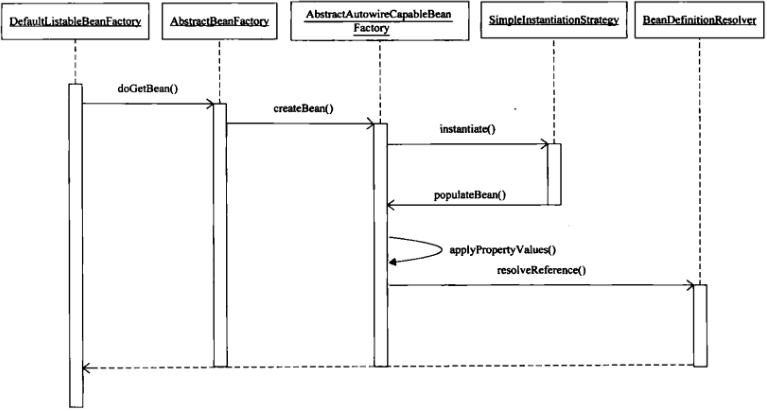 DefaultListableBeanFactory
AbstractBeanFactory
AbstractAutowireCapableBean
Factory
SimpleInstantiationStrategy
BeanDefinitionResolver
doGetBean()
createBean()
instantiate()
populateBean()
applyPropertyValues()
resolveReference()